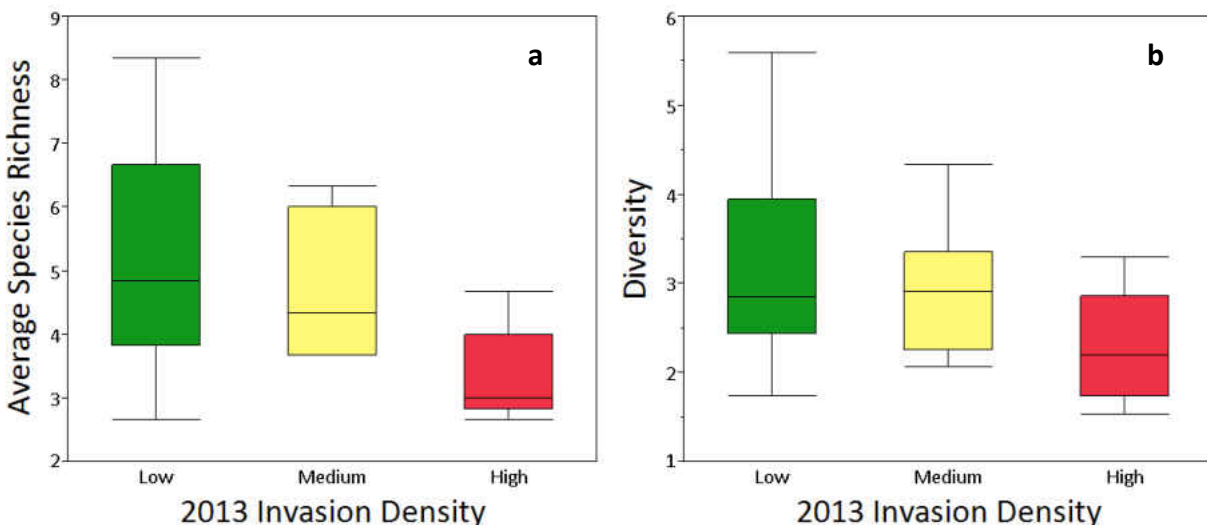 a
Average Species Richness
9
8
7
6
5
4
3
2
Low Medium High
2013 Invasion Density
b
Diversity
6
5
4
3
2
1
Low Medium High
2013 Invasion Density